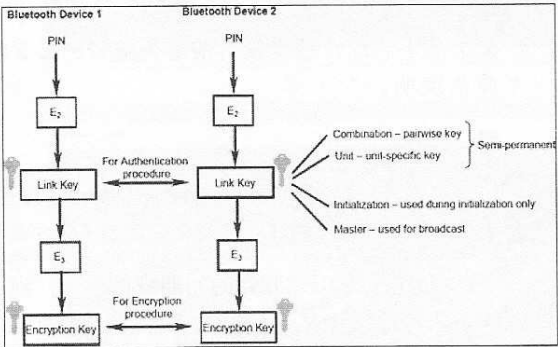 Bluetooth Device 1
Bluetooth Device 2
PIN
PIN
E2
E2
Combination – pairwise key
Unit – unit-specific key
Semi-permanent
For Authentication
procedure
Link Key
Link Key
Initialization – used during initialization only
Master – used for broadcast
E3
E3
For Encryption
procedure
Encryption Key
Encryption Key